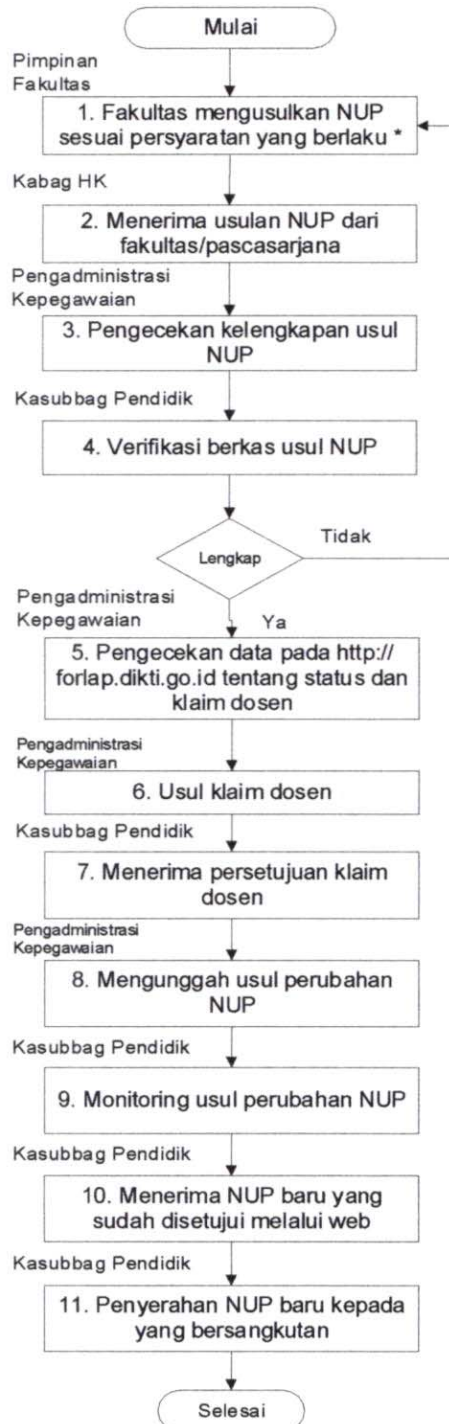 Mulai
Pimpinan
Fakultas
1. Fakultas mengusulkan NUP
sesuai persyaratan yang berlaku *
Kabag HK
2. Menerima usulan NUP dari
fakultas/pascasarjana
Pengadministrasi
Kepegawaian
3. Pengecekan kelengkapan usul
NUP
Kasubbag Pendidik
4. Verifikasi berkas usul NUP
Lengkap
Tidak
Pengadministrasi
Kepegawaian
Ya
5. Pengecekan data pada http://
forlap.dikti.go.id tentang status dan
klaim dosen
Pengadministrasi
Kepegawaian
6. Usul klaim dosen
Kasubbag Pendidik
7. Menerima persetujuan klaim
dosen
Pengadministrasi
Kepegawaian
8. Mengunggah usul perubahan
NUP
Kasubbag Pendidik
9. Monitoring usul perubahan NUP
Kasubbag Pendidik
10. Menerima NUP baru yang
sudah disetujui melalui web
Kasubbag Pendidik
11. Penyerahan NUP baru kepada
yang bersangkutan
Selesai